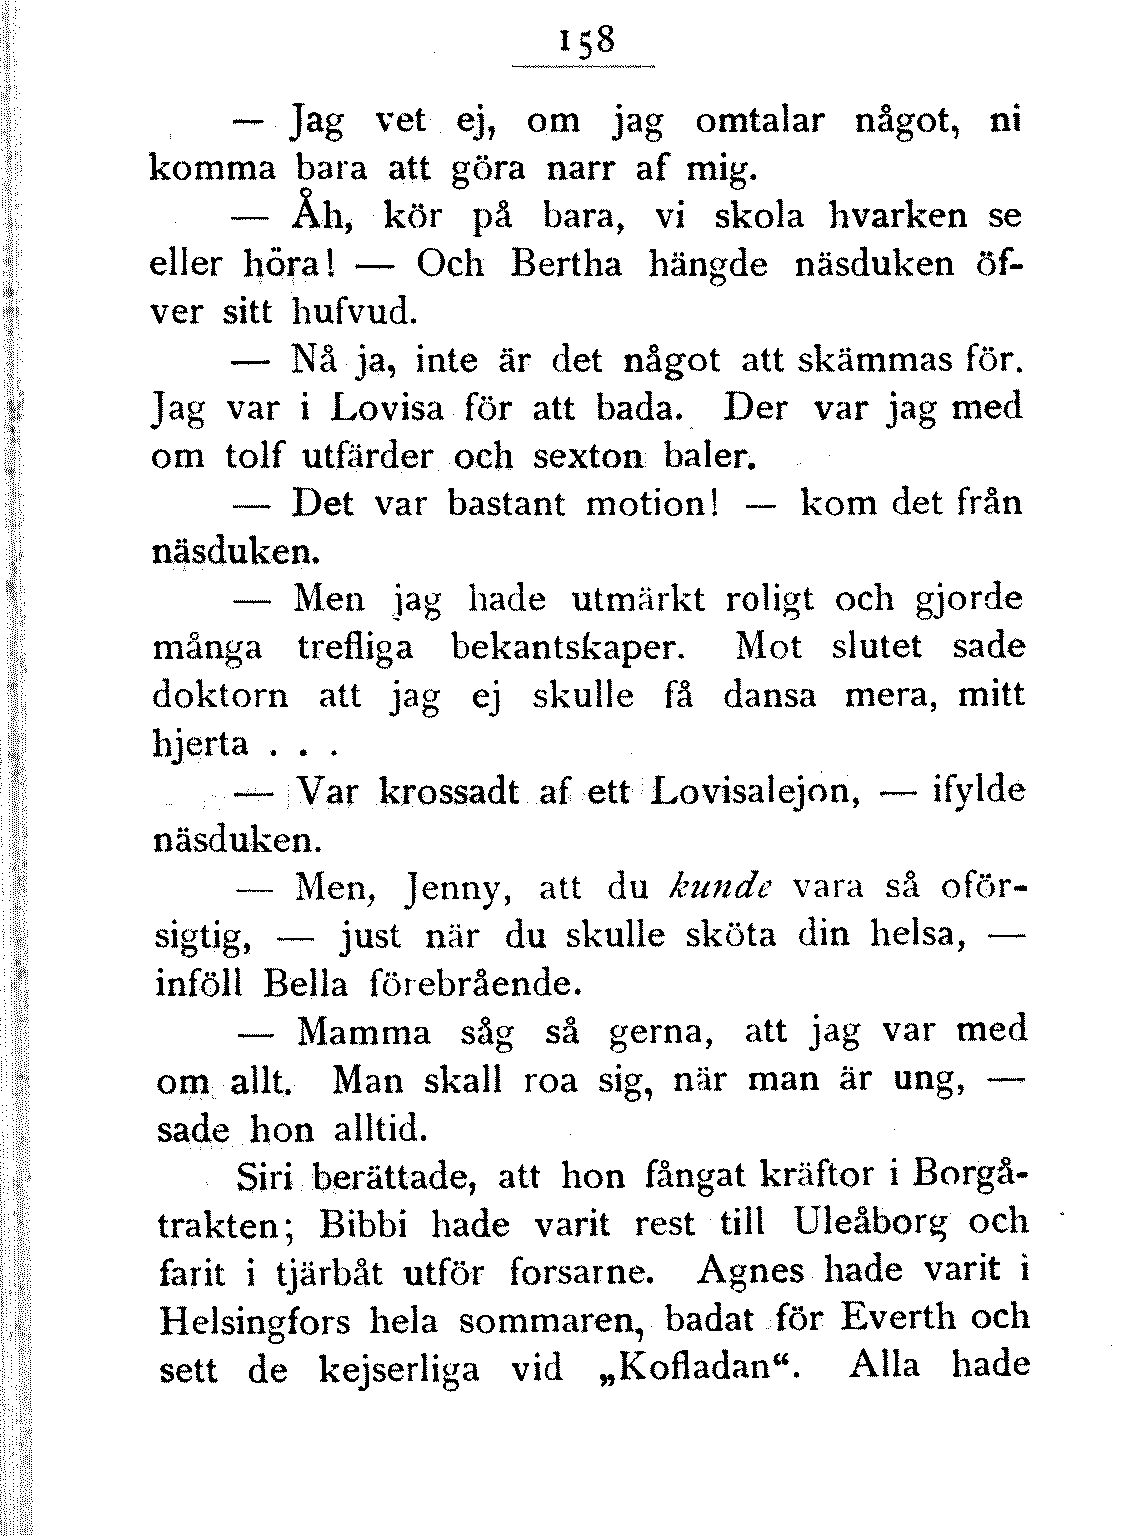 158
— Jag vet ej, om jag omtalar något, ni
komma bara att göra narr af mig.
— Åh, kör på bara, vi skola hvarken se
eller höra! — Och Bertha hängde näsduken öf-
ver sitt hufvud.
— Nå ja, inte är det något att skämmas för.
Jag var i Lovisa för att bada. Der var jag med
om tolf utfärder och sexton baler.
— Det var bastant motion! — kom det från
näsduken.
— Men jag hade utmärkt roligt och gjorde
många trefliga bekantskaper. Mot slutet sade
doktorn att jag ej skulle få dansa mera, mitt
hjerta . . .
— Var krossadt af ett Lovisalejon, — ifylde
näsduken.
— Men, Jenny, att du kunde vara så oför-
sigtig, — just när du skulle sköta din helsa, —
inföll Bella förebrående.
— Mamma såg så gerna, att jag var med
om allt. Man skall roa sig, när man är ung, —
sade hon alltid.
Siri berättade, att hon fångat kräftor i Borgå-
trakten; Bibbi hade varit rest till Uleåborg och
farit i tjärbåt utför forsarne. Agnes hade varit i
Helsingfors hela sommaren, badat för Everth och
sett de kejserliga vid „Kofladan“. Alla hade